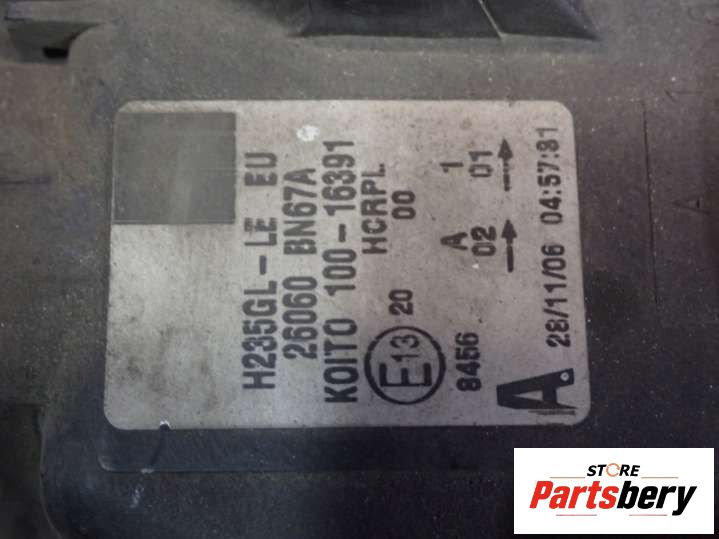 H235GL-LE EU
26060 BN67A
KOITO 100-16391
HCRPL
E13 20 00
A 1
8456 02 01
A 28/11/06 04:57:81
STORE
Partsbery